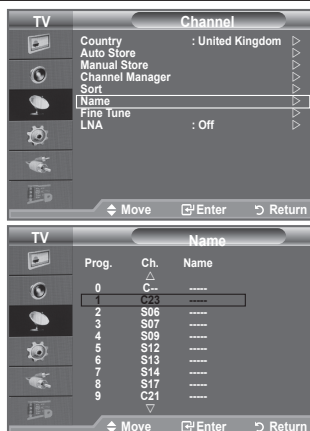 TV Channel
Country : United Kingdom ▷
Auto Store ▷
Manual Store ▷
Channel Manager ▷
Sort ▷
Name ▷
Fine Tune ▷
LNA : Off ▷
Move Enter Return
TV Name
Prog. Ch. Name
△
0 C-- -----
1 C23 -----
2 S06 -----
3 S07 -----
4 S09 -----
5 S12 -----
6 S13 -----
7 S14 -----
8 S17 -----
9 C21 -----
▽
Move Enter Return